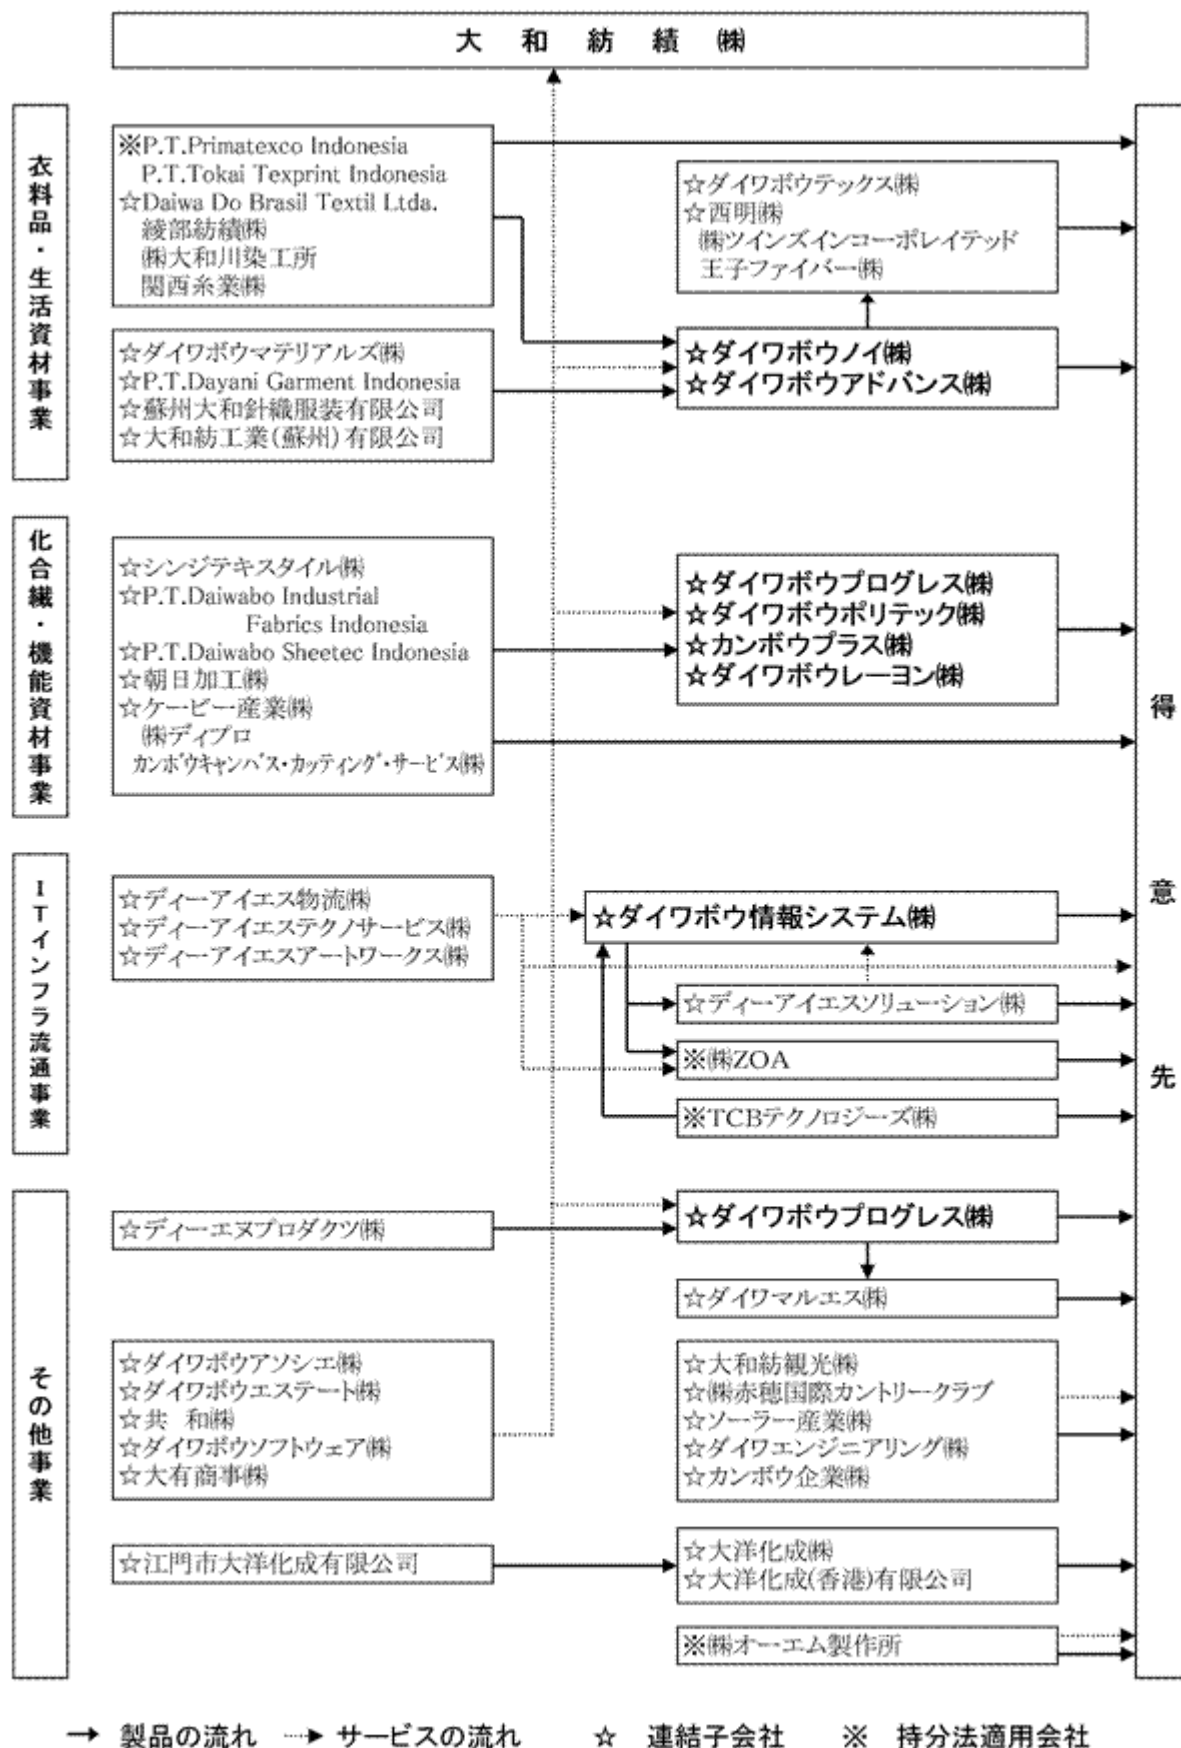 大和紡績㈱
衣料品・生活資材事業
※P.T.Primatexco Indonesia
P.T.Tokai Texprint Indonesia
☆Daiwa Do Brasil Textil Ltda.
綾部紡績㈱
㈱大和川染工所
関西糸業㈱
☆ダイワボウテックス㈱
☆西明㈱
㈱ツインズインコーポレイテッド
王子ファイバー㈱
☆ダイワボウマテリアルズ㈱
☆P.T.Dayani Garment Indonesia
☆蘇州大和針織服装有限公司
☆大和紡工業(蘇州)有限公司
☆ダイワボウノイ㈱
☆ダイワボウアドバンス㈱
化合繊・機能資材事業
☆シンジテキスタイル㈱
☆P.T.Daiwabo Industrial
Fabrics Indonesia
☆P.T.Daiwabo Sheetec Indonesia
☆朝日加工㈱
☆ケービー産業㈱
㈱ディプロ
カンボウキャンバス・カッティング・サービス㈱
☆ダイワボウプログレス㈱
☆ダイワボウポリテック㈱
☆カンボウプラス㈱
☆ダイワボウレーヨン㈱
ITインフラ流通事業
☆ディーアイエス物流㈱
☆ディーアイエステクノサービス㈱
☆ディーアイエスアートワークス㈱
☆ダイワボウ情報システム㈱
☆ディーアイエスソリューション㈱
※㈱ZOA
※TCBテクノロジーズ㈱
その他事業
☆ディーエヌプロダクツ㈱
☆ダイワボウプログレス㈱
☆ダイワマルエス㈱
☆ダイワボウアソシエ㈱
☆ダイワボウエステート㈱
☆共 和㈱
☆ダイワボウソフトウェア㈱
☆大有商事㈱
☆大和紡観光㈱
☆㈱赤穂国際カントリークラブ
☆ソーラー産業㈱
☆ダイワエンジニアリング㈱
☆カンボウ企業㈱
☆江門市大洋化成有限公司
☆大洋化成㈱
☆大洋化成(香港)有限公司
※㈱オーエム製作所
得意先
→ 製品の流れ ┈▸ サービスの流れ ☆ 連結子会社 ※ 持分法適用会社